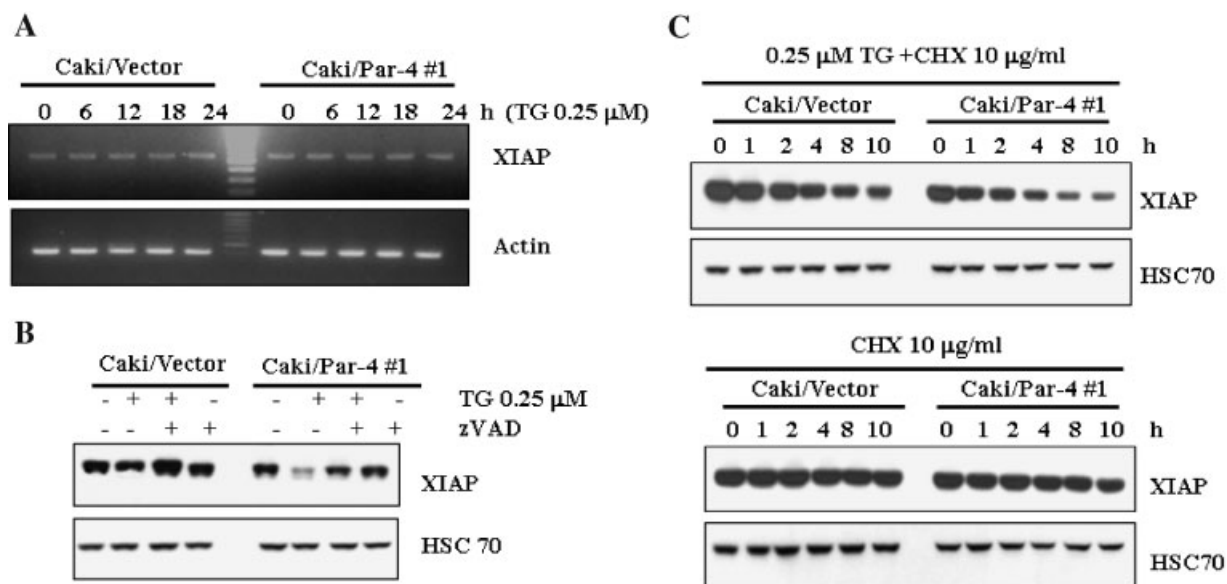 A
Caki/Vector Caki/Par-4 #1
0 6 12 18 24 0 6 12 18 24 h (TG 0.25 μM)
XIAP
Actin
B
Caki/Vector Caki/Par-4 #1
- + + - - + + - TG 0.25 μM
- - + + - - + + zVAD
XIAP
HSC 70
C
0.25 μM TG +CHX 10 μg/ml
Caki/Vector Caki/Par-4 #1
0 1 2 4 8 10 0 1 2 4 8 10 h
XIAP
HSC70
CHX 10 μg/ml
Caki/Vector Caki/Par-4 #1
0 1 2 4 8 10 0 1 2 4 8 10 h
XIAP
HSC70